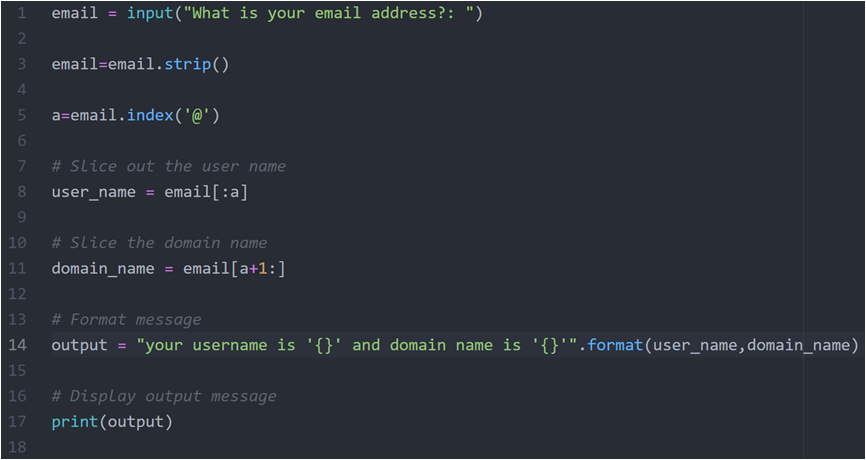 1 email = input("What is your email address?: ")
2
3 email=email.strip()
4
5 a=email.index('@')
6
7 # Slice out the user name
8 user_name = email[:a]
9
10 # Slice the domain name
11 domain_name = email[a+1:]
12
13 # Format message
14 output = "your username is '{}' and domain name is '{}'".format(user_name,domain_name)
15
16 # Display output message
17 print(output)
18